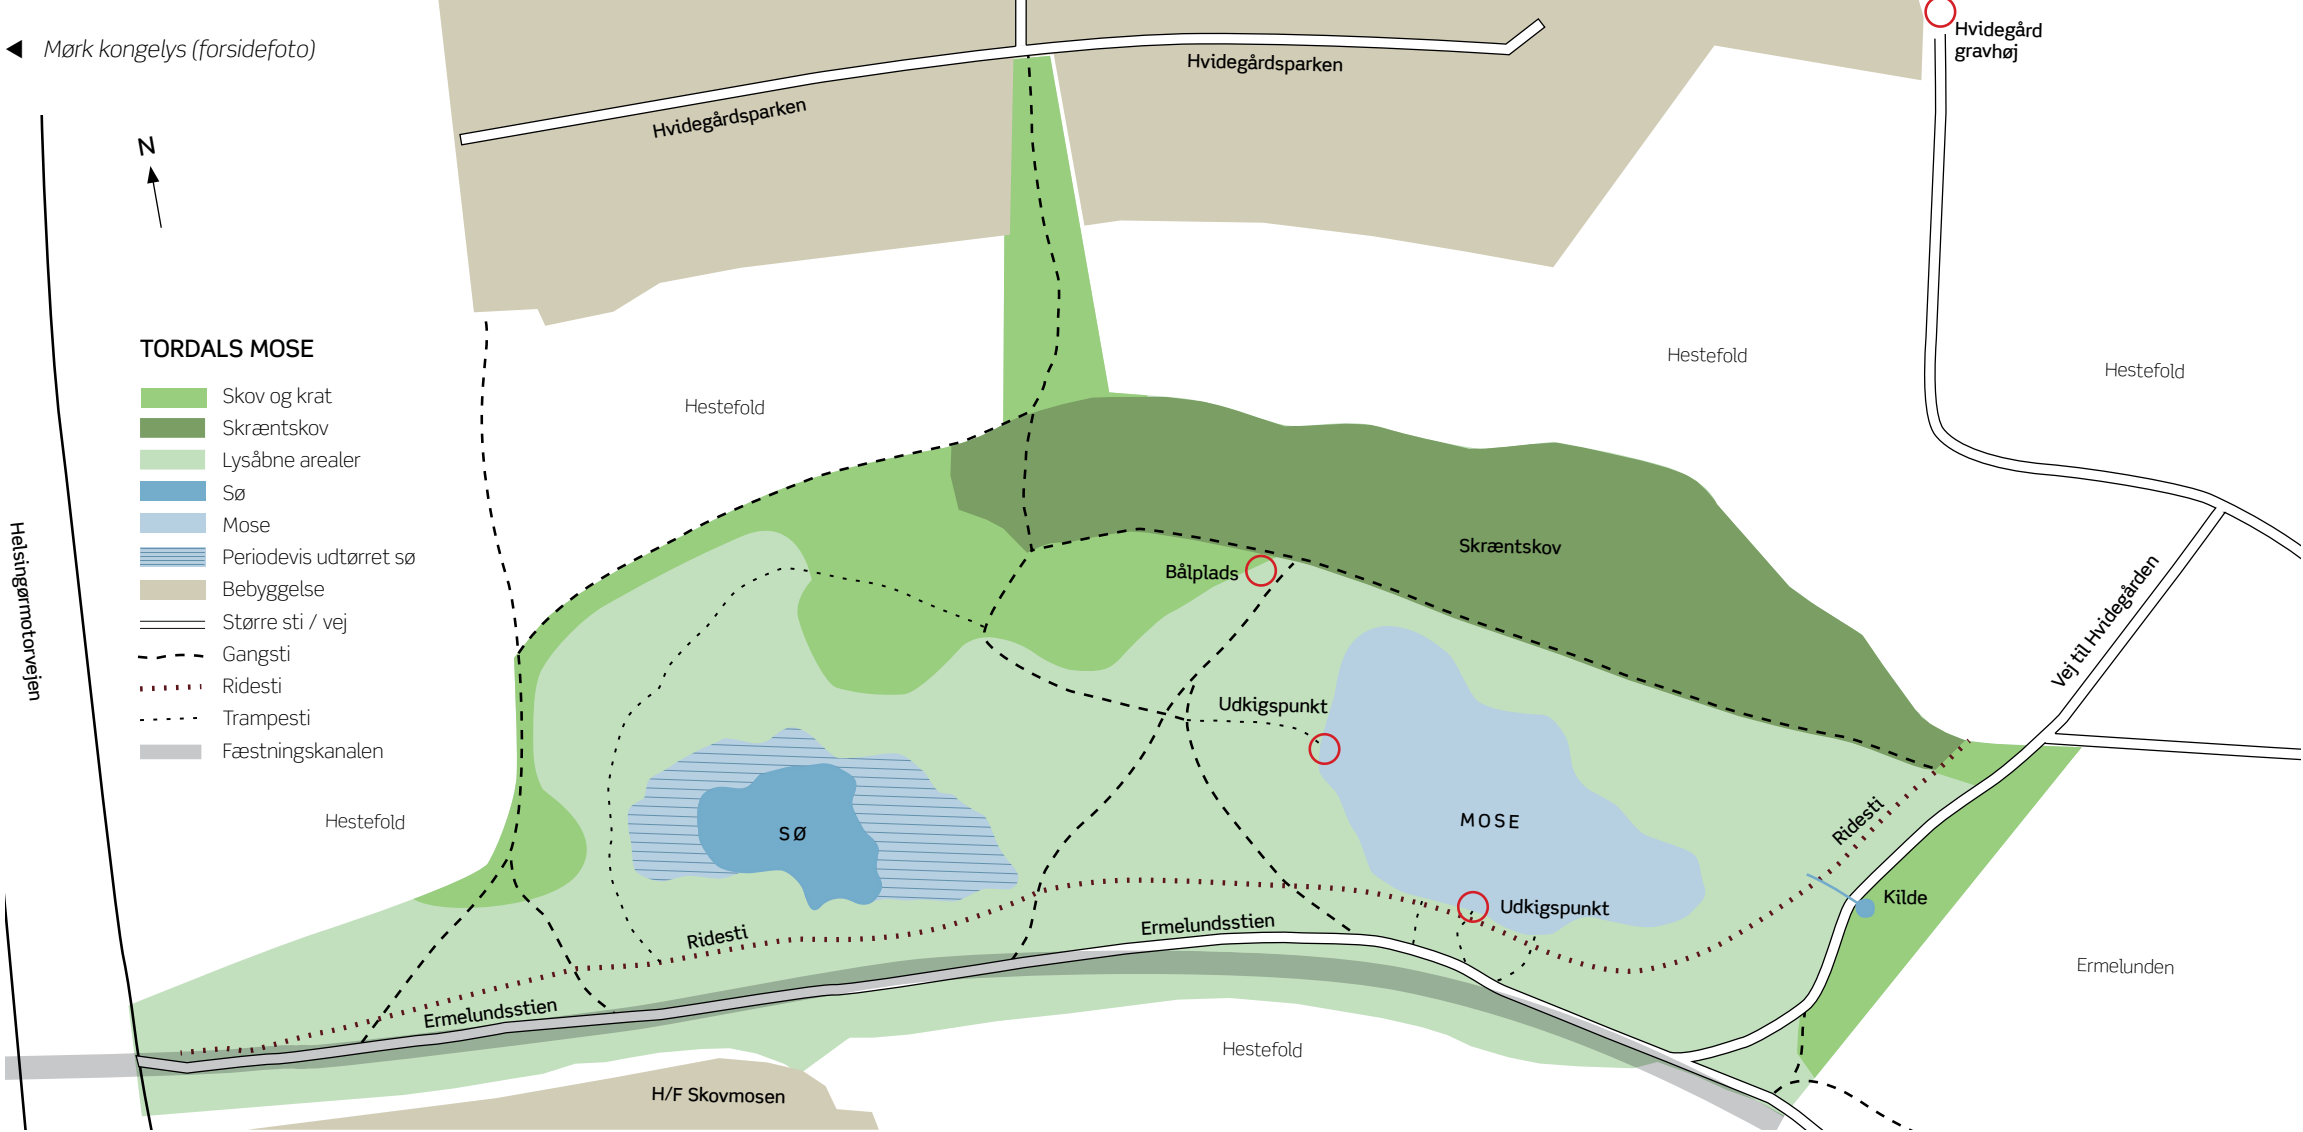 Mørk kongelys (forsidefoto)
Hvidegård
gravhøj
Hvidegårdsparken
Hvidegårdsparken
N
TORDALS MOSE
Skov og krat
Skræntskov
Lysåbne arealer
Sø
Mose
Periodevis udtørret sø
Bebyggelse
Større sti / vej
Gangsti
Ridesti
Trampesti
Fæstningskanalen
Helsingørmotorvejen
Hestefold
Hestefold
Hestefold
Hestefold
Skræntskov
Bålplads
Vej til Hvidegården
Udkigspunkt
MOSE
SØ
Ridesti
Kilde
Udkigspunkt
Ermelundsstien
Ridesti
Ermelunden
Ermelundsstien
Hestefold
H/F Skovmosen